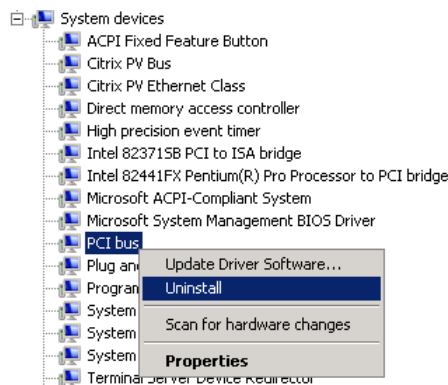 System devices
ACPI Fixed Feature Button
Citrix PV Bus
Citrix PV Ethernet Class
Direct memory access controller
High precision event timer
Intel 82371SB PCI to ISA bridge
Intel 82441FX Pentium(R) Pro Processor to PCI bridge
Microsoft ACPI-Compliant System
Microsoft System Management BIOS Driver
PCI bus
Plug an
Update Driver Software...
Program
Uninstall
System
Scan for hardware changes
System
System
Properties
Terminal Server Device Redirector